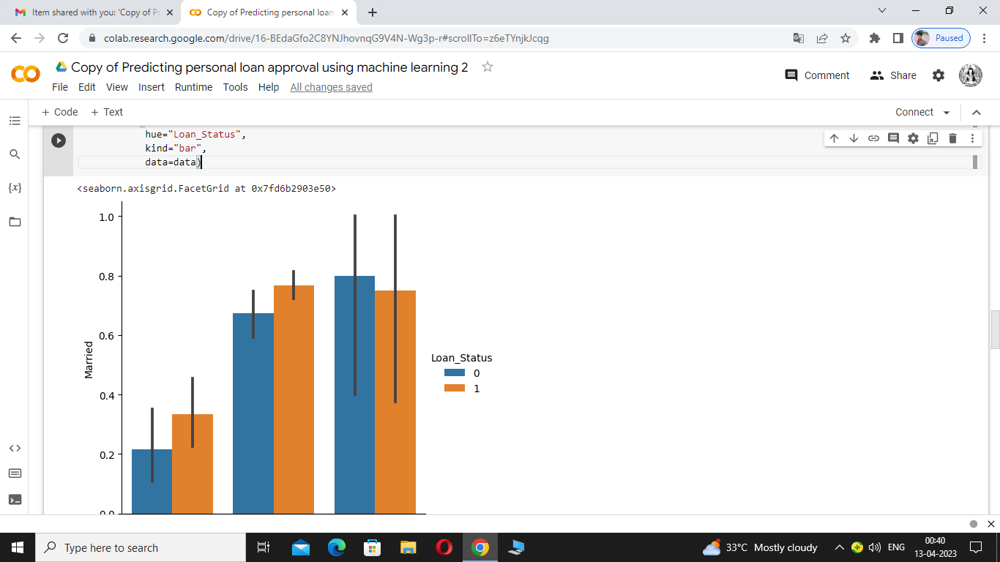 Item shared with you: 'Copy of Pr
Copy of Predicting personal loan
colab.research.google.com/drive/16-BEdaGfo2C8YNJhovnqG9V4N-Wg3p-r#scrollTo=z6eTYnjkJcqg
Paused
Copy of Predicting personal loan approval using machine learning 2
Comment
Share
File Edit View Insert Runtime Tools Help All changes saved
+ Code + Text
Connect
hue="Loan_Status",
kind="bar",
data=data)
{x}
<seaborn.axisgrid.FacetGrid at 0x7fd6b2903e50>
1.0
0.8
0.6
0.4
0.2
0.0
Married
Loan_Status
0
1
Type here to search
33°C Mostly cloudy
ENG
00:40
13-04-2023